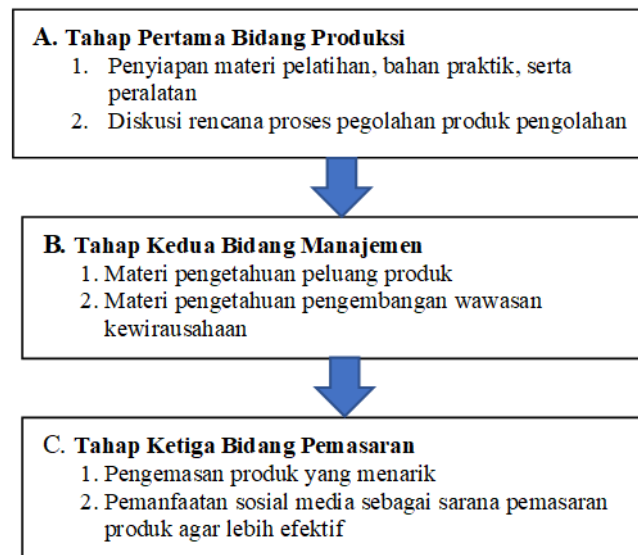 A. Tahap Pertama Bidang Produksi
1. Penyiapan materi pelatihan, bahan praktik, serta
peralatan
2. Diskusi rencana proses pegolahan produk pengolahan
B. Tahap Kedua Bidang Manajemen
1. Materi pengetahuan peluang produk
2. Materi pengetahuan pengembangan wawasan
kewirausahaan
C. Tahap Ketiga Bidang Pemasaran
1. Pengemasan produk yang menarik
2. Pemanfaatan sosial media sebagai sarana pemasaran
produk agar lebih efektif